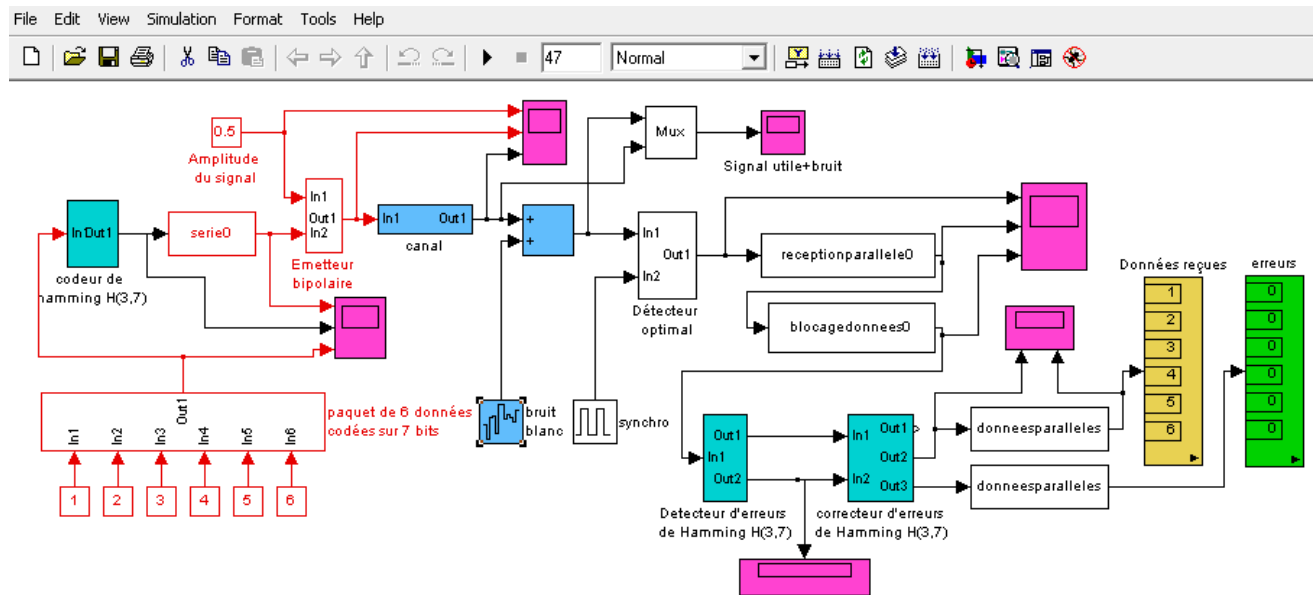 File Edit View Simulation Format Tools Help
47 Normal
0.5
Amplitude
du signal
Mux
Signal utile+bruit
In1
Out1
In2
Emetteur
bipolaire
In1 Out1
canal
+
+
In1 Out1
codeur de
hamming H(3,7)
serie0
In1
Out1
In2
Détecteur
optimal
receptionparallele0
blocagedonnees0
Données reçues
1
2
3
4
5
6
erreurs
0
0
0
0
0
0
Out1
In1 In2 In3 In4 In5 In6
paquet de 6 données
codées sur 7 bits
1 2 3 4 5 6
bruit
blanc
synchro
Out1
In1
Out2
Detecteur d'erreurs
de Hamming H(3,7)
Out1
In1
Out2
In2
Out3
correcteur d'erreurs
de Hamming H(3,7)
donneesparalleles
donneesparalleles